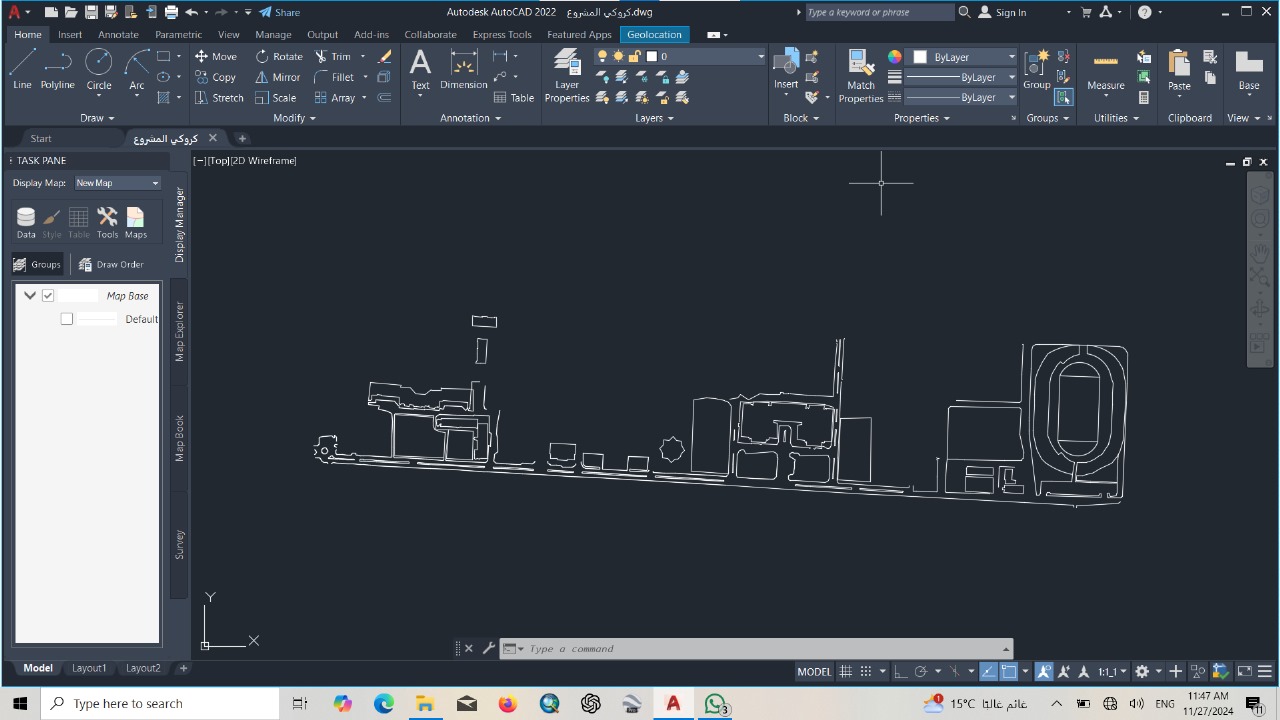 Share
Autodesk AutoCAD 2022 كروكي المشروع.dwg
Type a keyword or phrase
Sign In
Home Insert Annotate Parametric View Manage Output Add-ins Collaborate Express Tools Featured Apps Geolocation
Line Polyline Circle Arc
Move Rotate Trim
Copy Mirror Fillet
Stretch Scale Array
Text Dimension Table
Layer Properties
0
Insert
Match Properties
ByLayer
ByLayer
ByLayer
Group
Measure
Paste
Base
Draw Modify Annotation Layers Block Properties Groups Utilities Clipboard View
Start كروكي المشروع
TASK PANE
Display Map: New Map
Data Style Table Tools Maps
Groups Draw Order
Map Base
Default
Display Manager
Map Explorer
Map Book
Survey
[−][Top][2D Wireframe]
Y
X
Type a command
Model Layout1 Layout2
MODEL
1:1_1
Type here to search
3
1
15°C غائم غالبًا
ENG
11:47 AM
11/27/2024
11